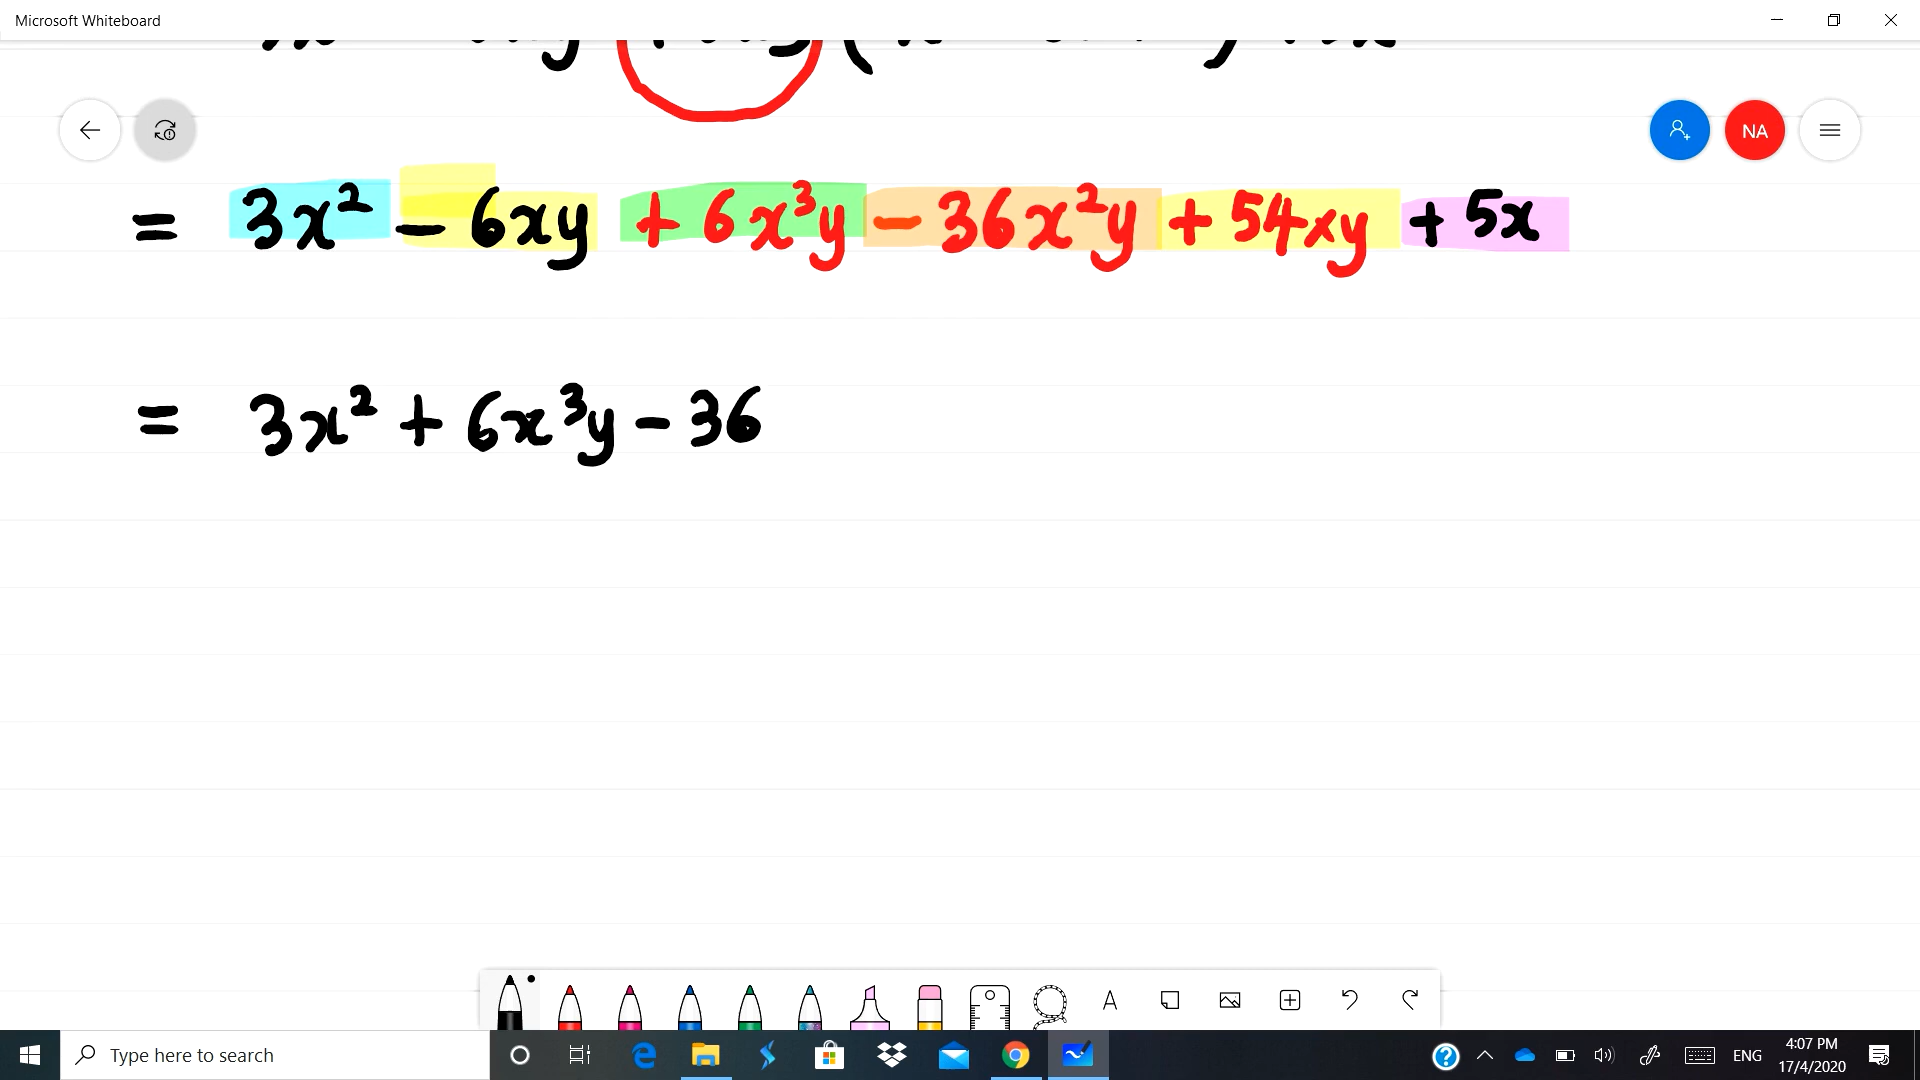 Microsoft Whiteboard
NA
= 3x² - 6xy + 6x³y - 36x²y + 54xy + 5x
= 3x² + 6x³y - 36
A
Type here to search
ENG
4:07 PM
17/4/2020